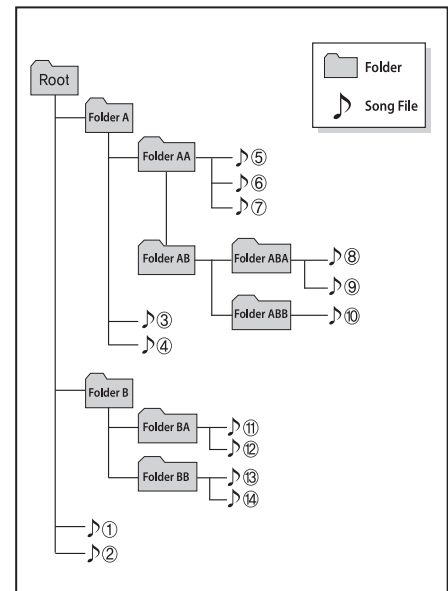 Root
Folder
Song File
Folder A
Folder AA
⑤
⑥
⑦
Folder AB
Folder ABA
⑧
⑨
Folder ABB
⑩
③
④
Folder B
Folder BA
⑪
⑫
Folder BB
⑬
⑭
①
②